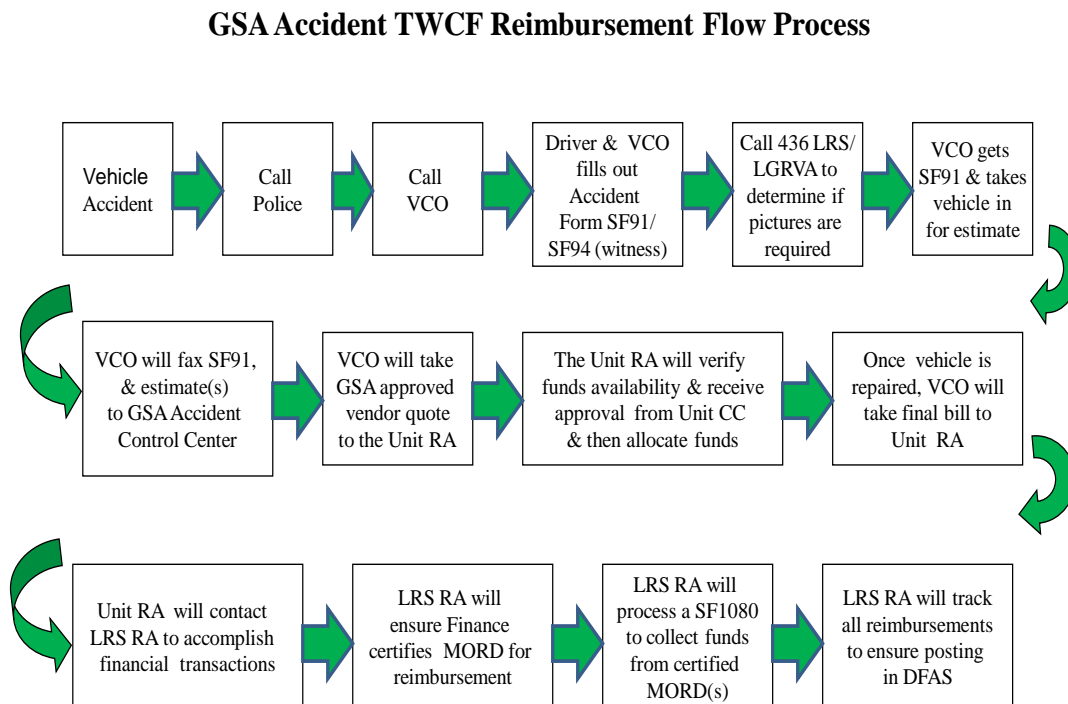 GSA Accident TWCF Reimbursement Flow Process
Vehicle
Accident
Call
Police
Call
VCO
Driver & VCO
fills out
Accident
Form SF91/
SF94 (witness)
Call 436 LRS/
LGRVA to
determine if
pictures are
required
VCO gets
SF91 & takes
vehicle in
for estimate
VCO will fax SF91,
& estimate(s)
to GSA Accident
Control Center
VCO will take
GSA approved
vendor quote
to the Unit RA
The Unit RA will verify
funds availability & receive
approval from Unit CC
& then allocate funds
Once vehicle is
repaired, VCO will
take final bill to
Unit RA
Unit RA will contact
LRS RA to accomplish
financial transactions
LRS RA will
ensure Finance
certifies MORD for
reimbursement
LRS RA will
process a SF1080
to collect funds
from certified
MORD(s)
LRS RA will track
all reimbursements
to ensure posting
in DFAS